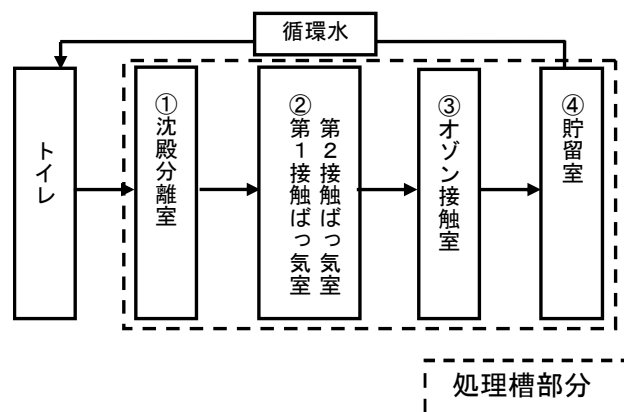 循環水
トイレ
①沈殿分離室
②第1接触ばっ気室
第2接触ばっ気室
③オゾン接触室
④貯留室
処理槽部分